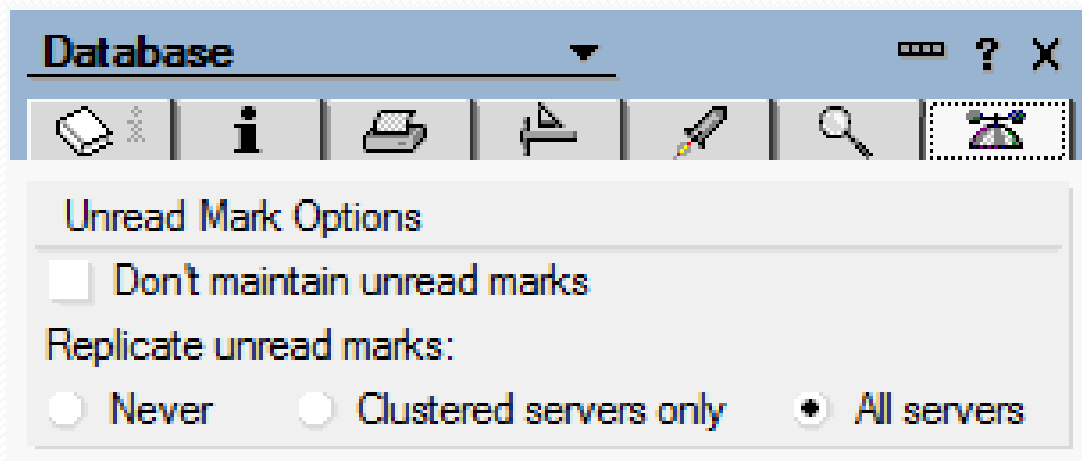 Database
? X
Unread Mark Options
Don't maintain unread marks
Replicate unread marks:
Never Clustered servers only All servers